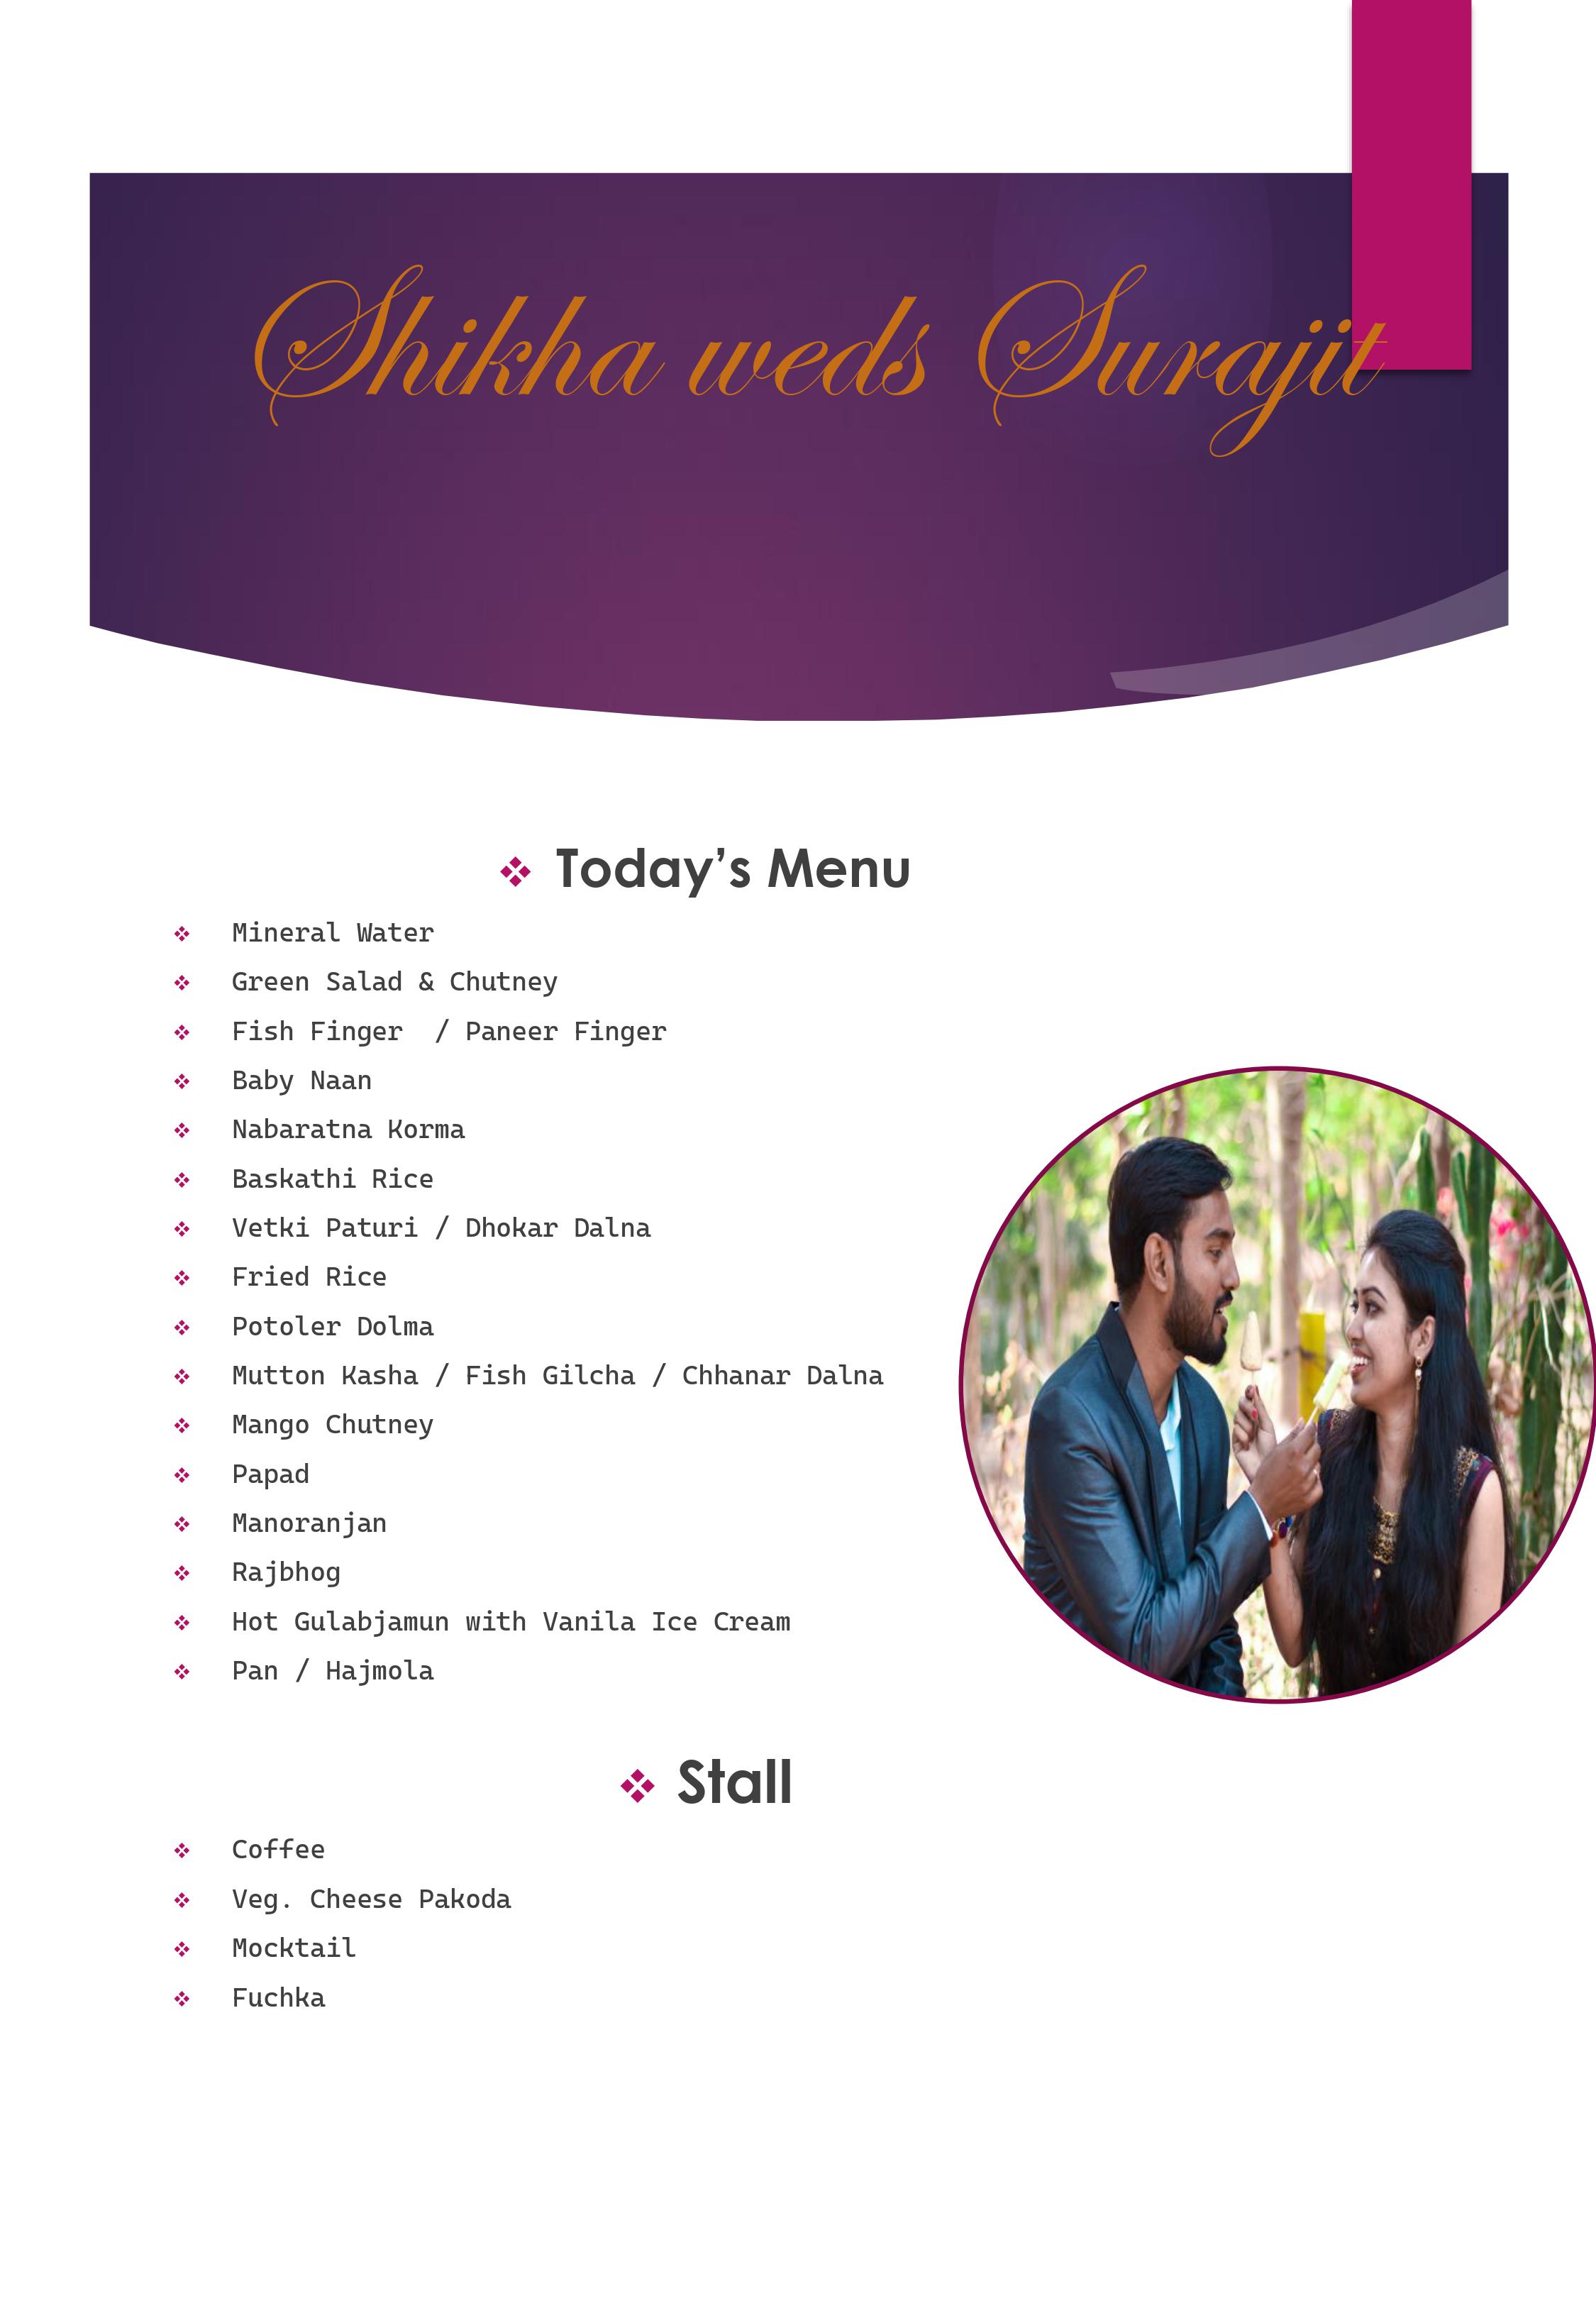 Shikha weds Surajit
❖ Today’s Menu
❖ Mineral Water
❖ Green Salad & Chutney
❖ Fish Finger  / Paneer Finger
❖ Baby Naan
❖ Nabaratna Korma
❖ Baskathi Rice
❖ Vetki Paturi / Dhokar Dalna
❖ Fried Rice
❖ Potoler Dolma
❖ Mutton Kasha / Fish Gilcha / Chhanar Dalna
❖ Mango Chutney
❖ Papad
❖ Manoranjan
❖ Rajbhog
❖ Hot Gulabjamun with Vanila Ice Cream
❖ Pan / Hajmola
❖ Stall
❖ Coffee
❖ Veg. Cheese Pakoda
❖ Mocktail
❖ Fuchka